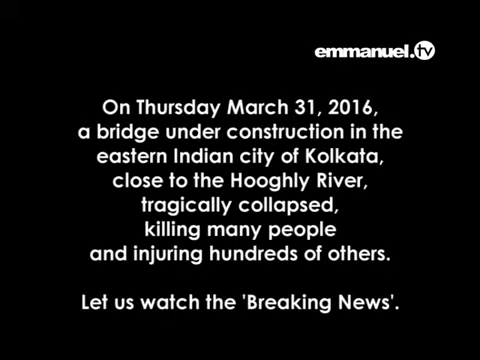 emmanuel.tv
On Thursday March 31, 2016,
a bridge under construction in the
eastern Indian city of Kolkata,
close to the Hooghly River,
tragically collapsed,
killing many people
and injuring hundreds of others.
Let us watch the 'Breaking News'.